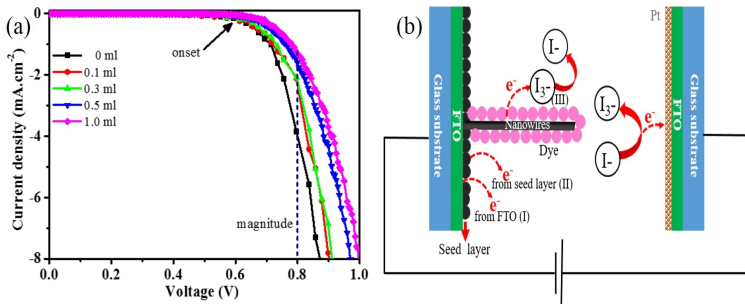 (a)
0
-2
-4
-6
-8
0.0 0.2 0.4 0.6 0.8 1.0
Current density (mA.cm⁻²)
Voltage (V)
0 ml
0.1 ml
0.3 ml
0.5 ml
1.0 ml
onset
magnitude
(b)
Glass substrate
FTO
I-
I₃-
(III)
e⁻
Nanowires
Dye
e⁻
from seed layer (II)
e⁻
from FTO (I)
Seed layer
I₃-
I-
e⁻
Pt
FTO
Glass substrate